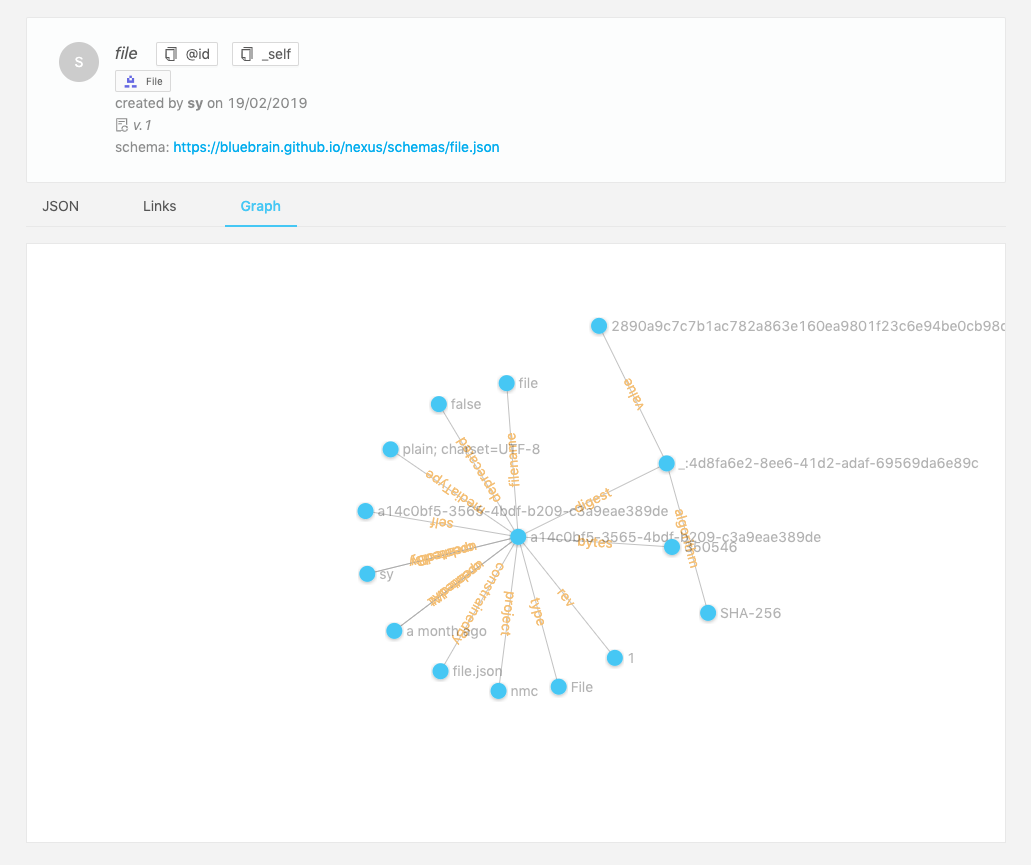 S
file
@id
_self
File
created by sy on 19/02/2019
v.1
schema: https://bluebrain.github.io/nexus/schemas/file.json
JSON
Links
Graph
2890a9c7c7b1ac782a863e160ea9801f23c6e94be0cb98c
value
file
false
filename
deprecated
plain; charset=UTF-8
mediaType
_:4d8fa6e2-8ee6-41d2-adaf-69569da6e89c
digest
a14c0bf5-3565-4bdf-b209-c3a9eae389de
self
a14c0bf5-3565-4bdf-b209-c3a9eae389de
bytes
360546
algorithm
sy
constrainedBy
project
type
rev
SHA-256
a month ago
1
file.json
nmc
File